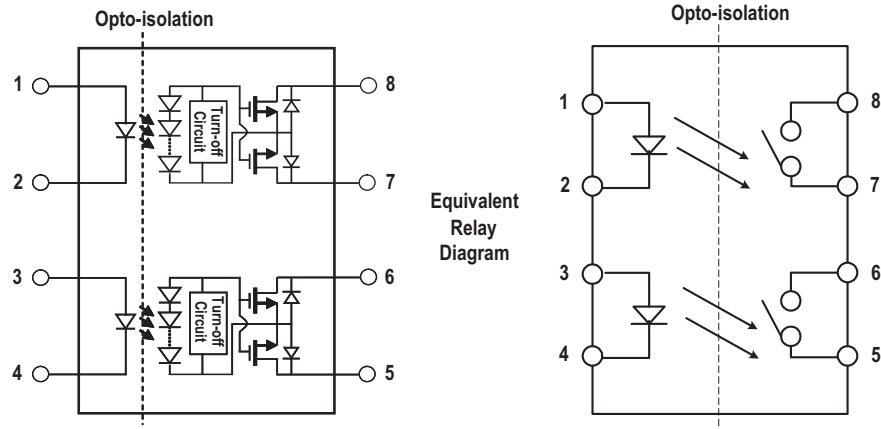 Opto-isolation
1
2
3
4
8
7
6
5
Turn-off
Circuit
Turn-off
Circuit
Equivalent
Relay
Diagram
Opto-isolation
1
2
3
4
8
7
6
5